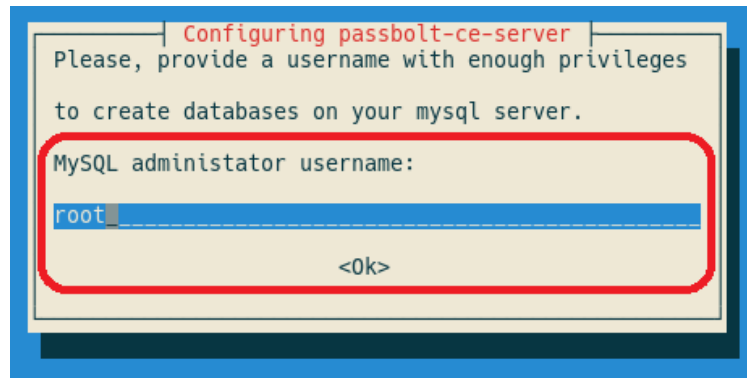 Configuring passbolt-ce-server
Please, provide a username with enough privileges
to create databases on your mysql server.
MySQL administator username:
root_
<Ok>